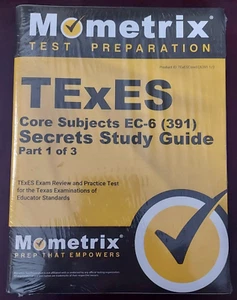 Mometrix®
TEST PREPARATION
TExES
Core Subjects EC-6 (391)
Secrets Study Guide
Part 1 of 3
TExES Exam Review and Practice Test
for the Texas Examinations of
Educator Standards
Mometrix®
PREP THAT EMPOWERS